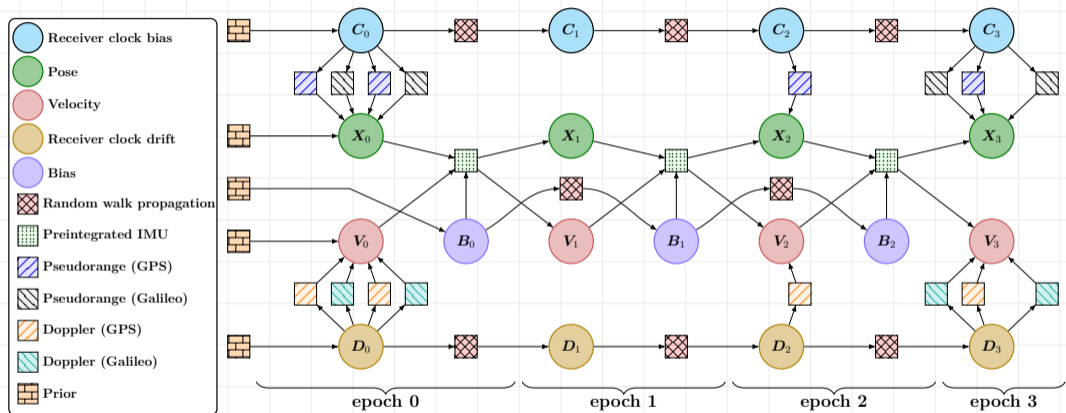 Receiver clock bias
Pose
Velocity
Receiver clock drift
Bias
Random walk propagation
Preintegrated IMU
Pseudorange (GPS)
Pseudorange (Galileo)
Doppler (GPS)
Doppler (Galileo)
Prior
C₀ C₁ C₂ C₃
X₀ X₁ X₂ X₃
V₀ B₀ V₁ B₁ V₂ B₂ V₃
D₀ D₁ D₂ D₃
epoch 0 epoch 1 epoch 2 epoch 3